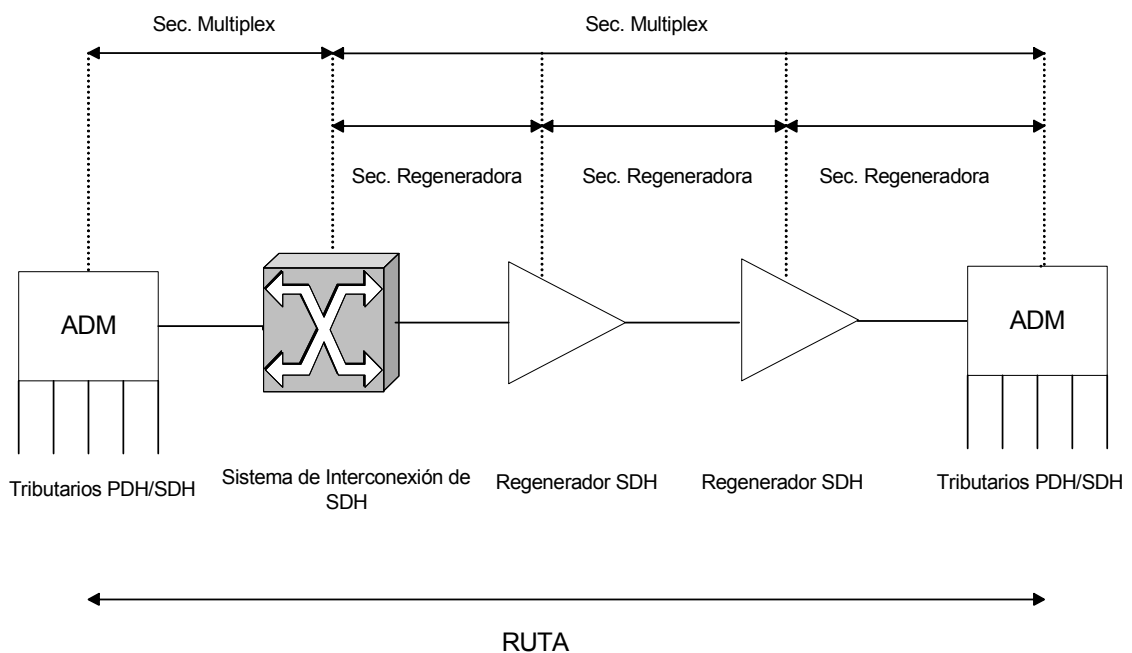 Sec. Multiplex
Sec. Multiplex
Sec. Regeneradora
Sec. Regeneradora
Sec. Regeneradora
ADM
ADM
Tributarios PDH/SDH
Sistema de Interconexión de
SDH
Regenerador SDH
Regenerador SDH
Tributarios PDH/SDH
RUTA